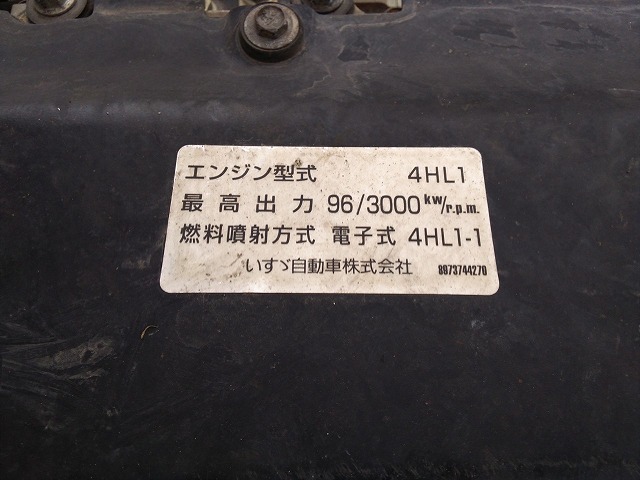 エンジン型式 4HL1
最高出力 96/3000 kw/r.p.m.
燃料噴射方式 電子式 4HL1-1
いすゞ自動車株式会社 8973744270